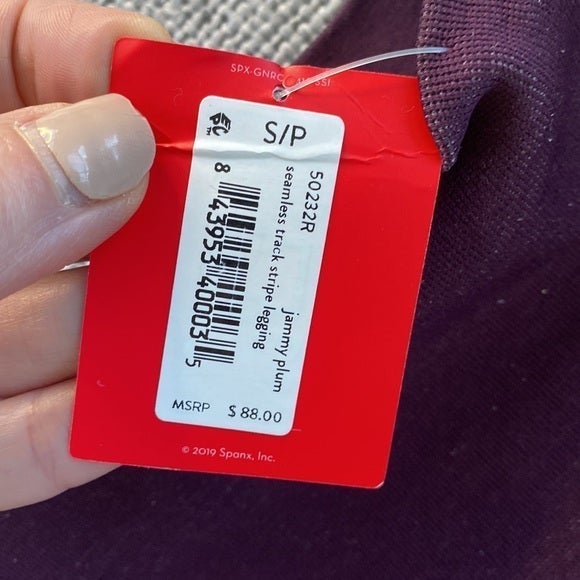 S/P
50232R
seamless track stripe legging
jammy plum
8 43953 40003 5
MSRP $ 88.00
© 2019 Spanx, Inc.